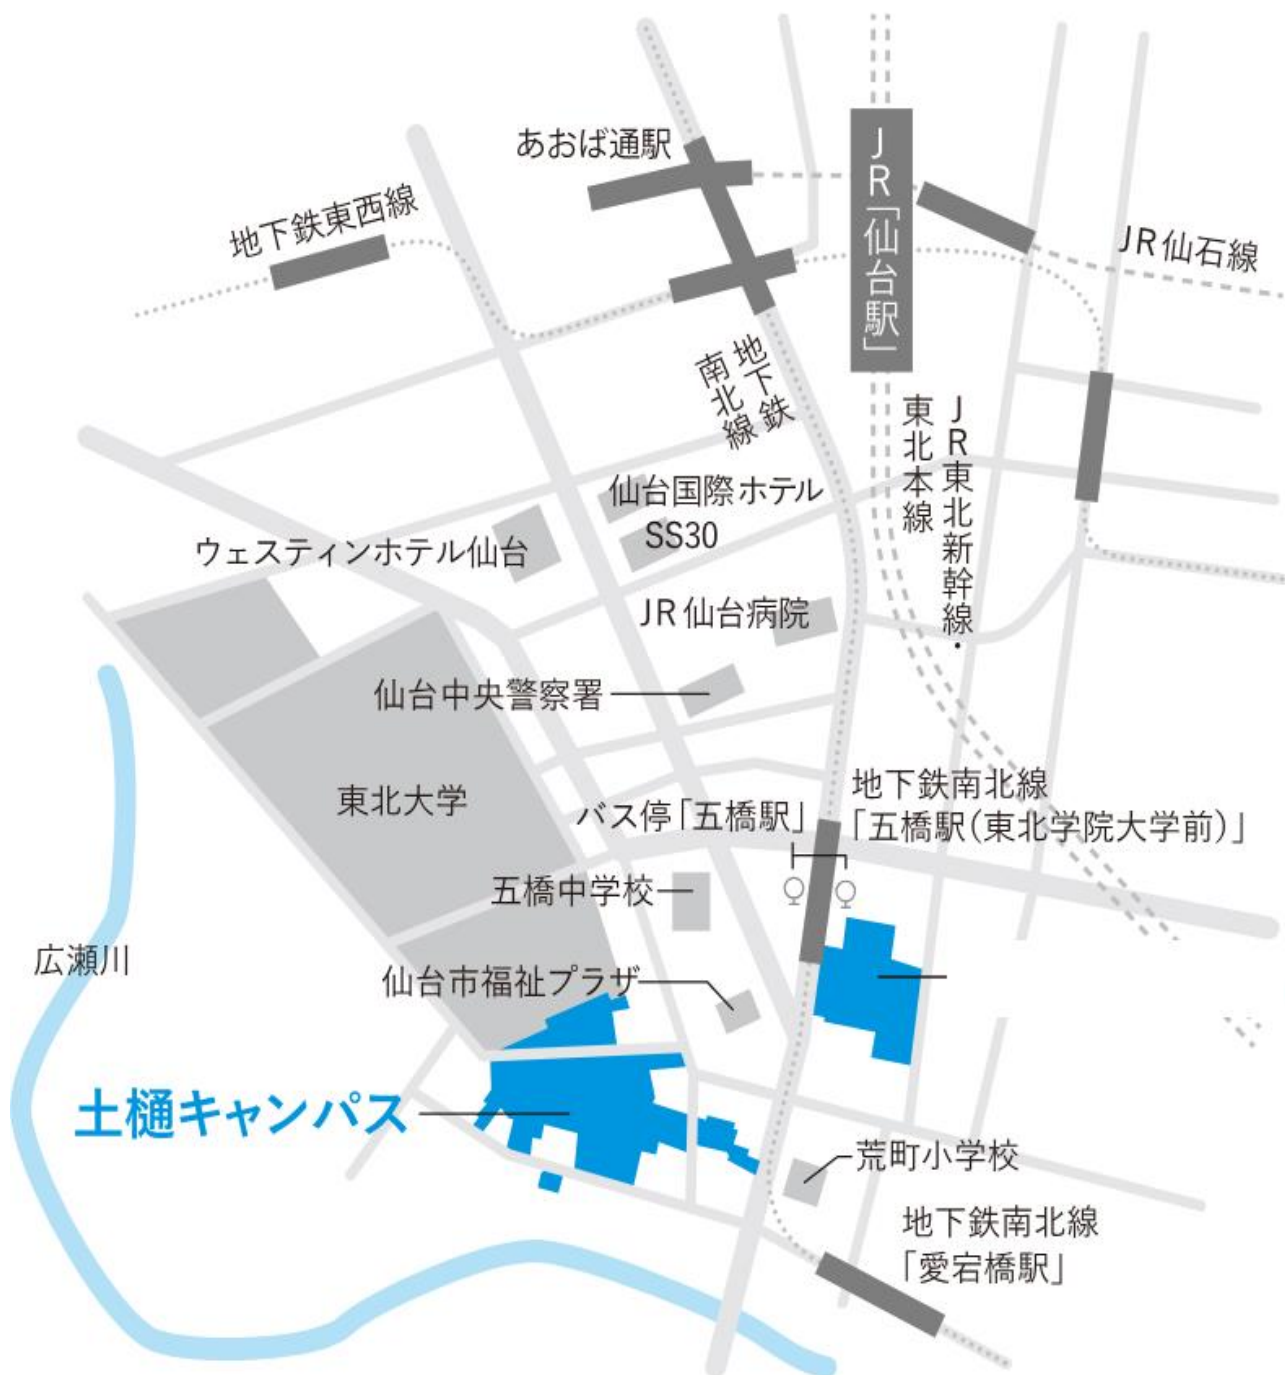 あおば通駅
地下鉄東西線
JR「仙台駅」
JR仙石線
地下鉄
南北線
JR東北新幹線・
東北本線
仙台国際ホテル
SS30
ウェスティンホテル仙台
JR仙台病院
仙台中央警察署
東北大学
バス停「五橋駅」
地下鉄南北線
「五橋駅(東北学院大学前)」
五橋中学校
広瀬川
仙台市福祉プラザ
土樋キャンパス
荒町小学校
地下鉄南北線
「愛宕橋駅」